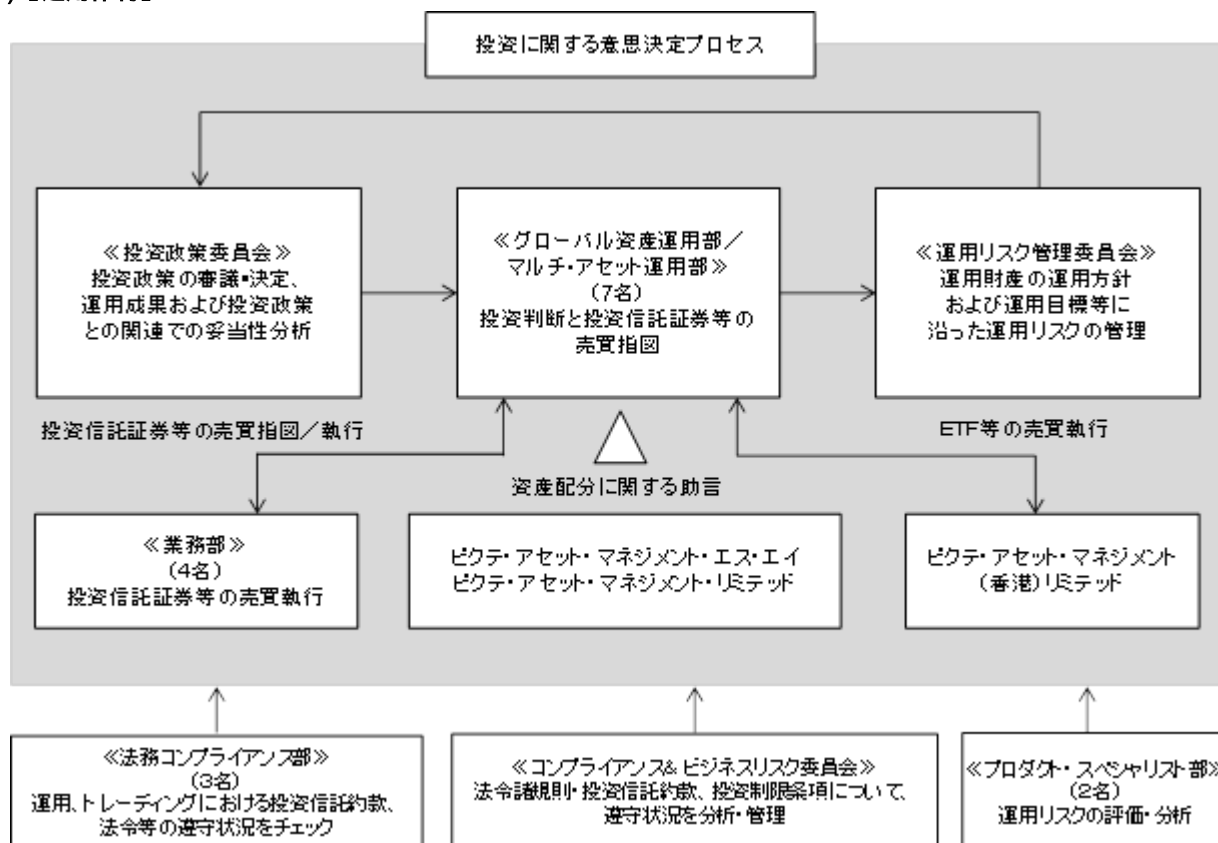 投資に関する意思決定プロセス
≪投資政策委員会≫
投資政策の審議・決定、
運用成果および投資政策
との関連での妥当性分析
≪グローバル資産運用部／
マルチ・アセット運用部≫
(7名)
投資判断と投資信託証券等の
売買指図
≪運用リスク管理委員会≫
運用財産の運用方針
および運用目標等に
沿った運用リスクの管理
投資信託証券等の売買指図／執行
ETF等の売買執行
資産配分に関する助言
≪業務部≫
(4名)
投資信託証券等の売買執行
ピクテ・アセット・マネジメント・エス・エイ
ピクテ・アセット・マネジメント・リミテッド
ピクテ・アセット・マネジメント
(香港)リミテッド
≪法務コンプライアンス部≫
(3名)
運用、トレーディングにおける投資信託約款、
法令等の遵守状況をチェック
≪コンプライアンス& ビジネスリスク委員会≫
法令諸規則・投資信託約款、投資制限条項について、
遵守状況を分析・管理
≪プロダクト・スペシャリスト部≫
(2名)
運用リスクの評価・分析